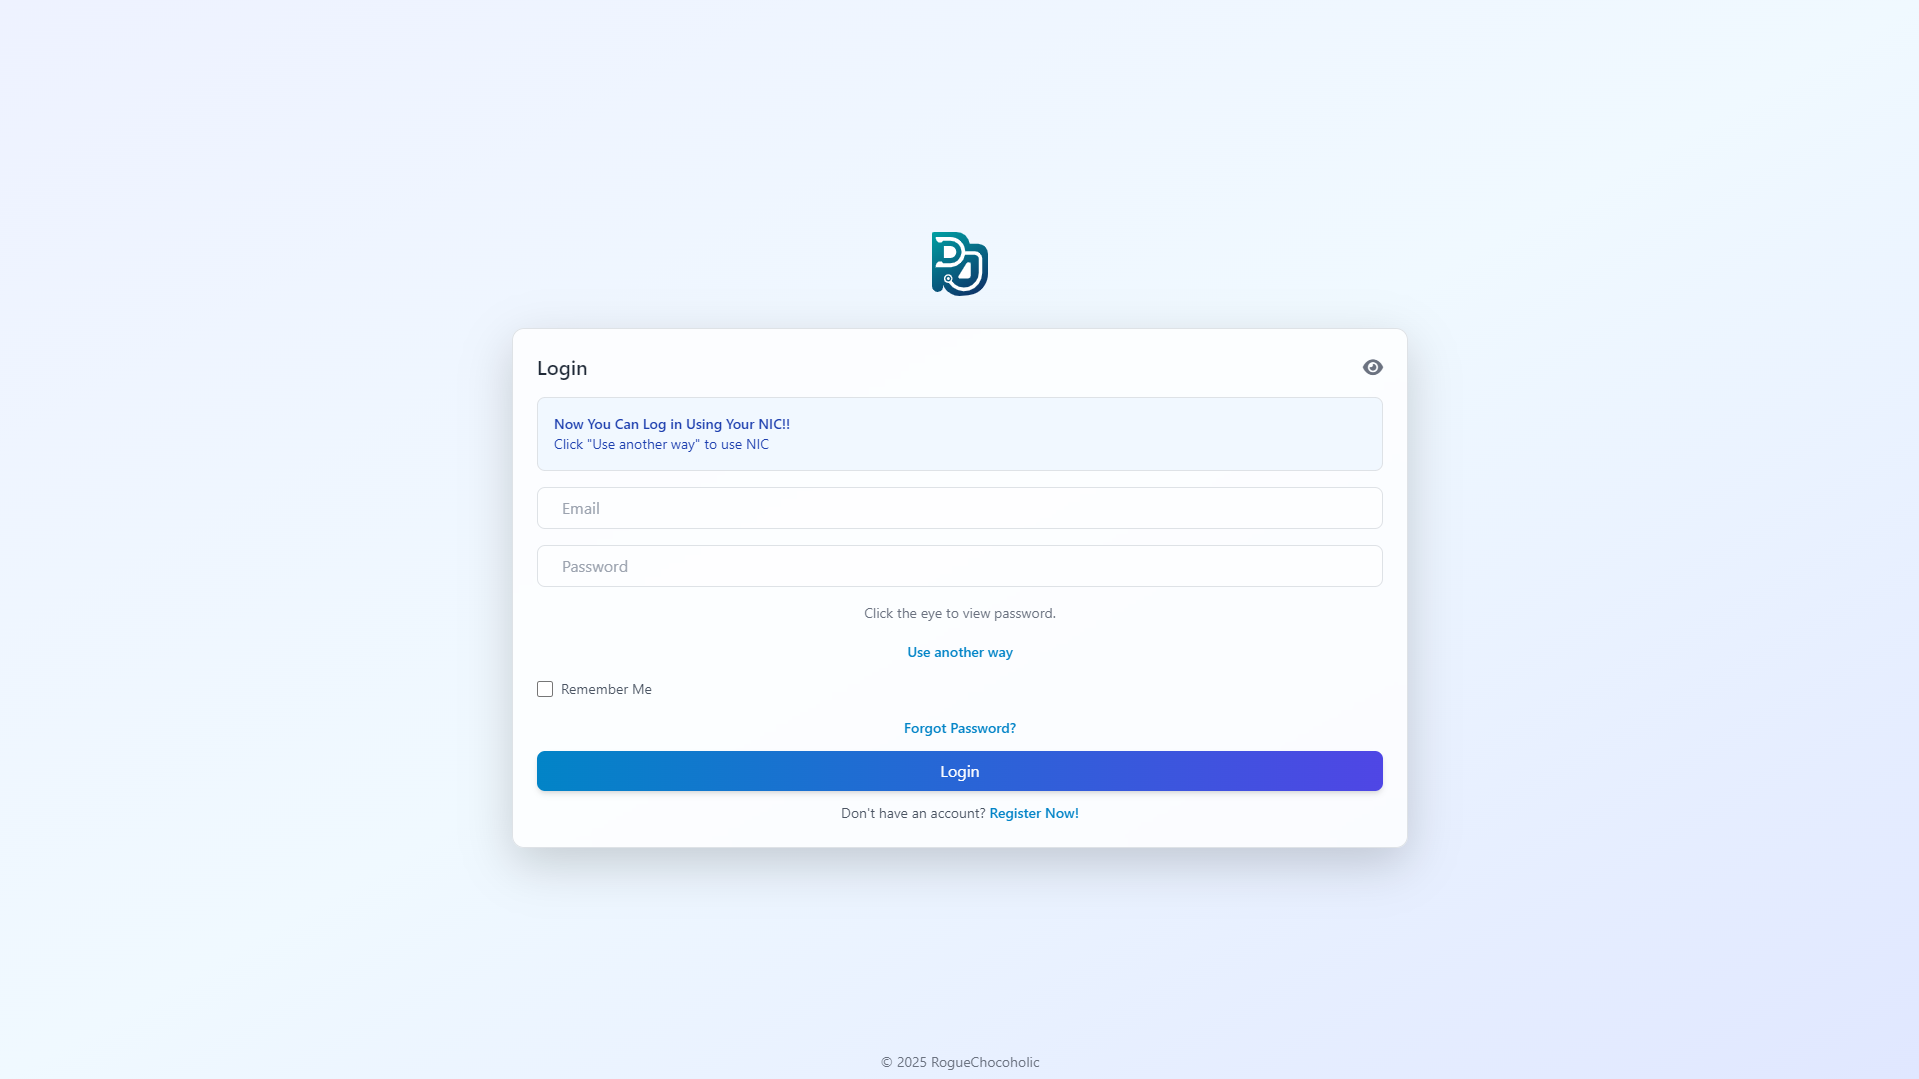 Login
Now You Can Log in Using Your NIC!!
Click "Use another way" to use NIC
Email
Password
Click the eye to view password.
Use another way
Remember Me
Forgot Password?
Login
Don't have an account? Register Now!
© 2025 RogueChocoholic